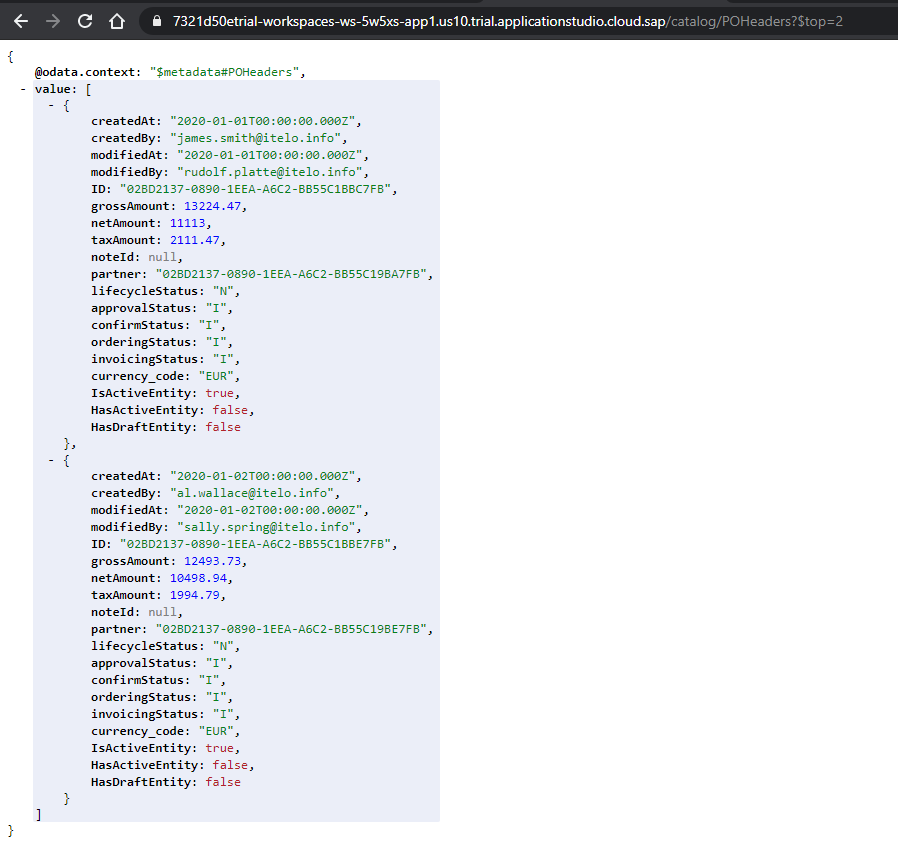 7321d50etrial-workspaces-ws-5w5xs-app1.us10.trial.applicationstudio.cloud.sap/catalog/POHeaders?$top=2
{
@odata.context: "$metadata#POHeaders",
- value: [
- {
createdAt: "2020-01-01T00:00:00.000Z",
createdBy: "james.smith@itelo.info",
modifiedAt: "2020-01-01T00:00:00.000Z",
modifiedBy: "rudolf.platte@itelo.info",
ID: "02BD2137-0890-1EEA-A6C2-BB55C1BBC7FB",
grossAmount: 13224.47,
netAmount: 11113,
taxAmount: 2111.47,
noteId: null,
partner: "02BD2137-0890-1EEA-A6C2-BB55C19BA7FB",
lifecycleStatus: "N",
approvalStatus: "I",
confirmStatus: "I",
orderingStatus: "I",
invoicingStatus: "I",
currency_code: "EUR",
IsActiveEntity: true,
HasActiveEntity: false,
HasDraftEntity: false
},
- {
createdAt: "2020-01-02T00:00:00.000Z",
createdBy: "al.wallace@itelo.info",
modifiedAt: "2020-01-02T00:00:00.000Z",
modifiedBy: "sally.spring@itelo.info",
ID: "02BD2137-0890-1EEA-A6C2-BB55C1BBE7FB",
grossAmount: 12493.73,
netAmount: 10498.94,
taxAmount: 1994.79,
noteId: null,
partner: "02BD2137-0890-1EEA-A6C2-BB55C19BE7FB",
lifecycleStatus: "N",
approvalStatus: "I",
confirmStatus: "I",
orderingStatus: "I",
invoicingStatus: "I",
currency_code: "EUR",
IsActiveEntity: true,
HasActiveEntity: false,
HasDraftEntity: false
}
]
}